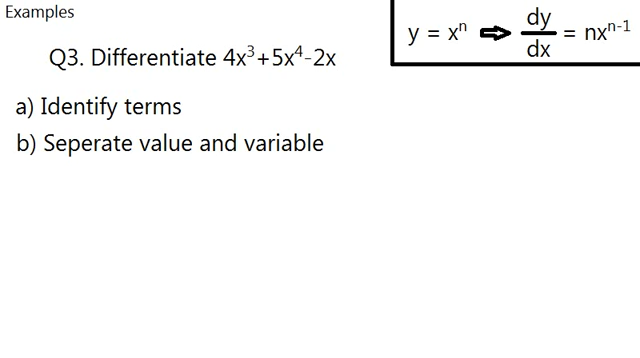 Examples
y = xⁿ ⇨ dy/dx = nxⁿ⁻¹
Q3. Differentiate 4x³+5x⁴-2x
a) Identify terms
b) Seperate value and variable